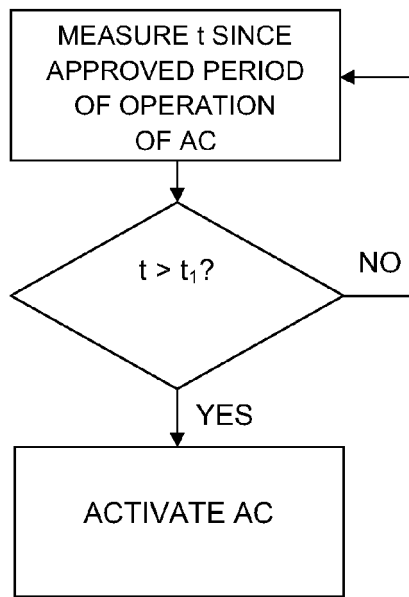 MEASURE t SINCE
APPROVED PERIOD
OF OPERATION
OF AC
t > t₁?
NO
YES
ACTIVATE AC